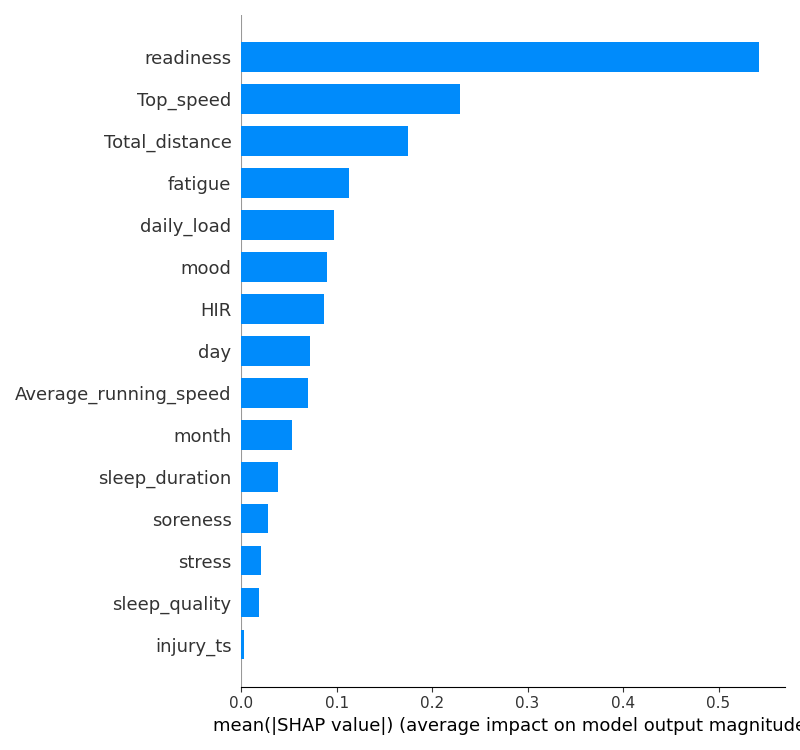 readiness
Top_speed
Total_distance
fatigue
daily_load
mood
HIR
day
Average_running_speed
month
sleep_duration
soreness
stress
sleep_quality
injury_ts
0.0 0.1 0.2 0.3 0.4 0.5
mean(|SHAP value|) (average impact on model output magnitude